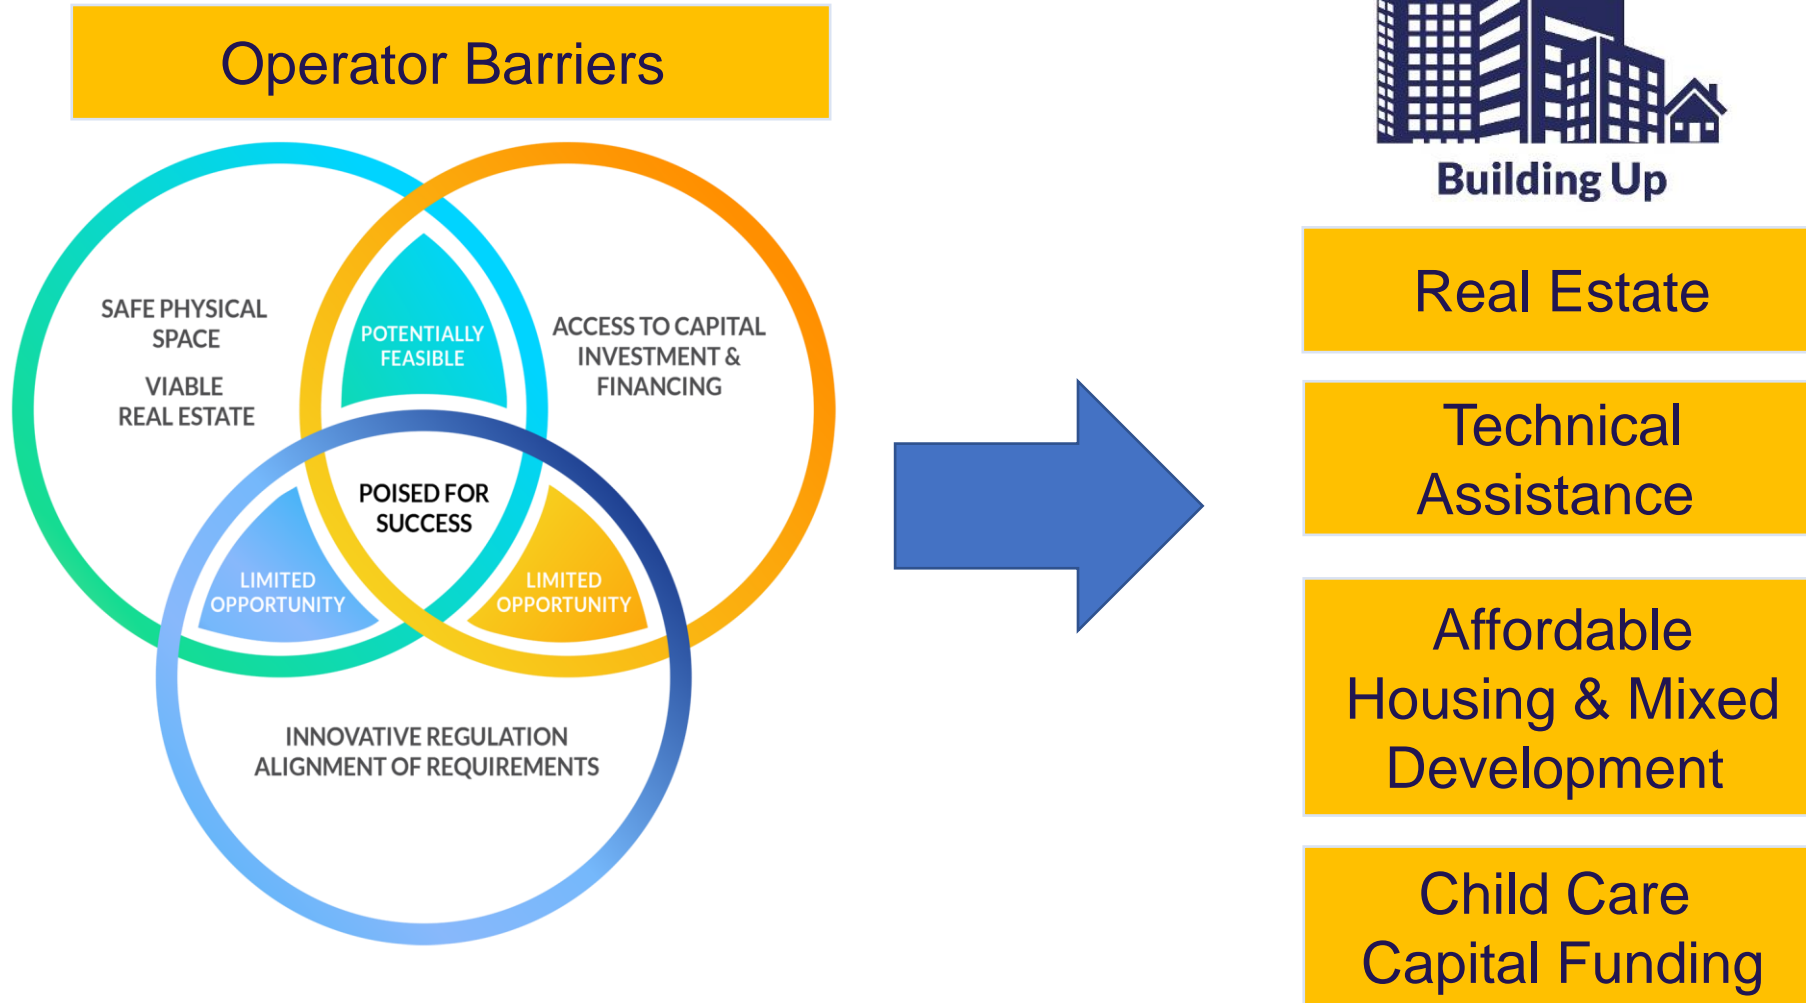 Operator Barriers
SAFE PHYSICAL
SPACE
VIABLE
REAL ESTATE
POTENTIALLY
FEASIBLE
ACCESS TO CAPITAL
INVESTMENT &
FINANCING
POISED FOR
SUCCESS
LIMITED
OPPORTUNITY
LIMITED
OPPORTUNITY
INNOVATIVE REGULATION
ALIGNMENT OF REQUIREMENTS
Building Up
Real Estate
Technical
Assistance
Affordable
Housing & Mixed
Development
Child Care
Capital Funding